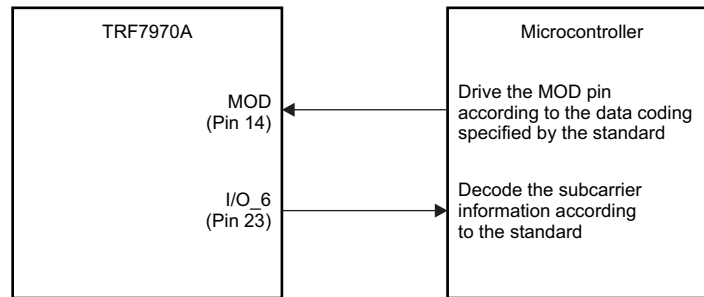 TRF7970A
Microcontroller
MOD
(Pin 14)
Drive the MOD pin
according to the data coding
specified by the standard
I/O_6
(Pin 23)
Decode the subcarrier
information according
to the standard